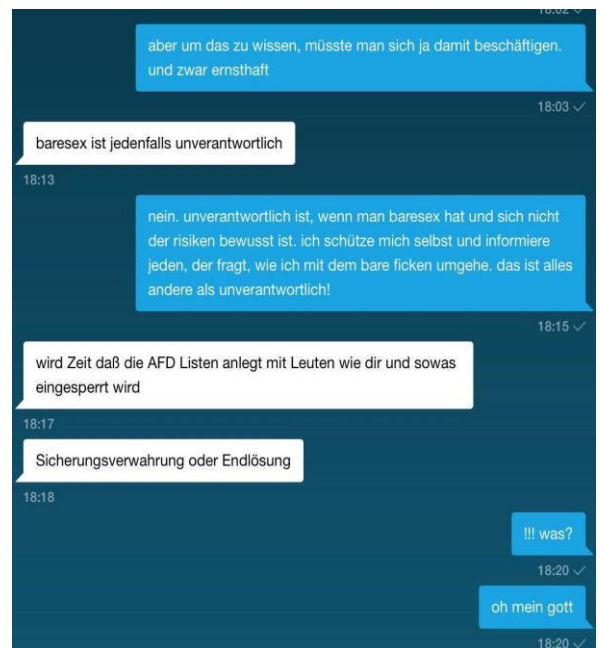 18:02
aber um das zu wissen, müsste man sich ja damit beschäftigen.
und zwar ernsthaft
18:03
baresex ist jedenfalls unverantwortlich
18:13
nein. unverantwortlich ist, wenn man baresex hat und sich nicht
der risiken bewusst ist. ich schütze mich selbst und informiere
jeden, der fragt, wie ich mit dem bare ficken umgehe. das ist alles
andere als unverantwortlich!
18:15
wird Zeit daß die AFD Listen anlegt mit Leuten wie dir und sowas
eingesperrt wird
18:17
Sicherungsverwahrung oder Endlösung
18:18
!!! was?
18:20
oh mein gott
18:20